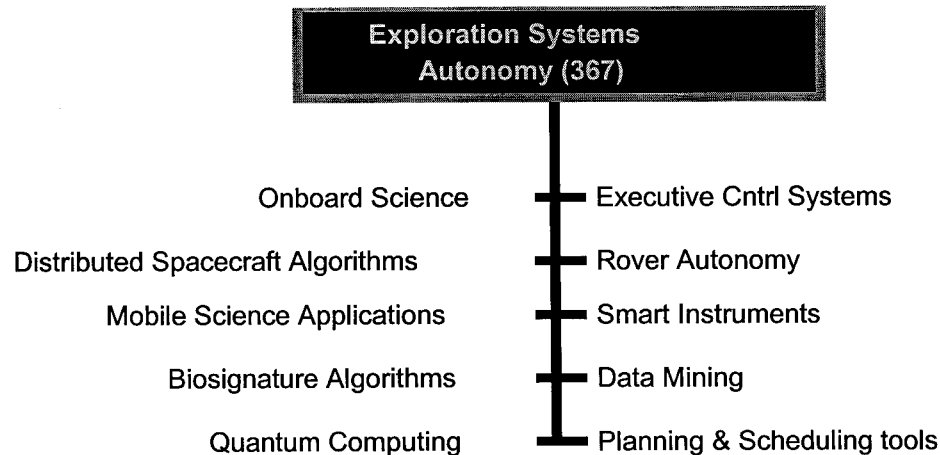 Exploration Systems
Autonomy (367)
Onboard Science
Executive Cntrl Systems
Distributed Spacecraft Algorithms
Rover Autonomy
Mobile Science Applications
Smart Instruments
Biosignature Algorithms
Data Mining
Quantum Computing
Planning & Scheduling tools